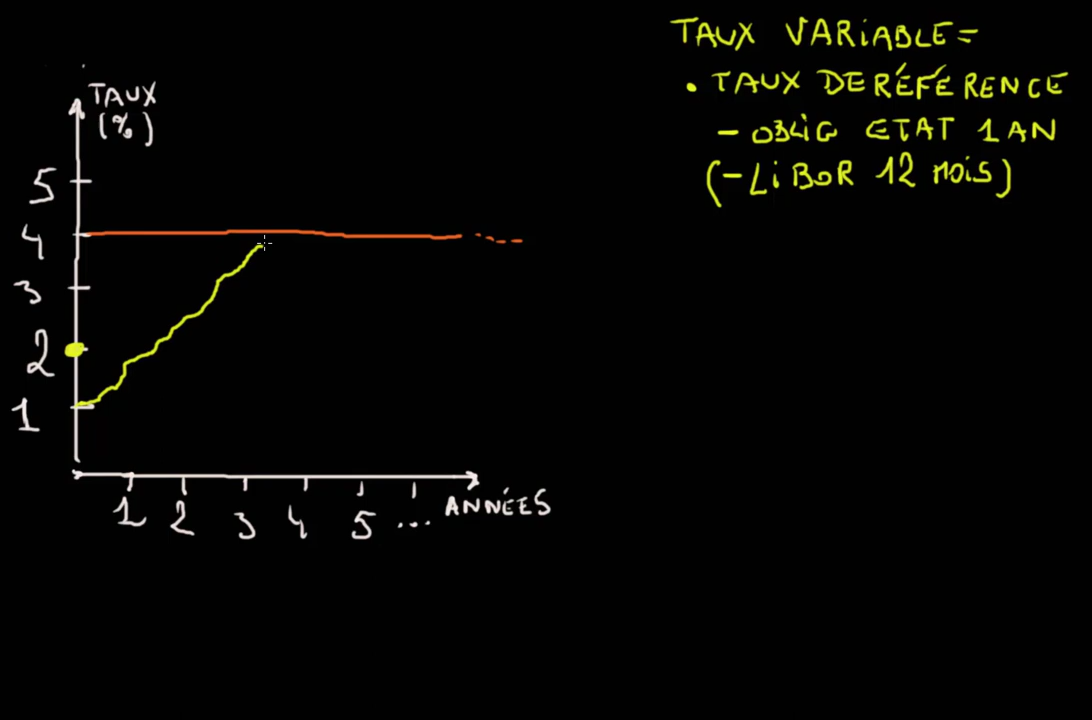 TAUX VARIABLE =
• TAUX DE RÉFÉRENCE
- OBLIG ETAT 1 AN
(- LIBOR 12 MOIS)
TAUX
(%)
5
4
3
2
1
1 2 3 4 5 ...
ANNÉES